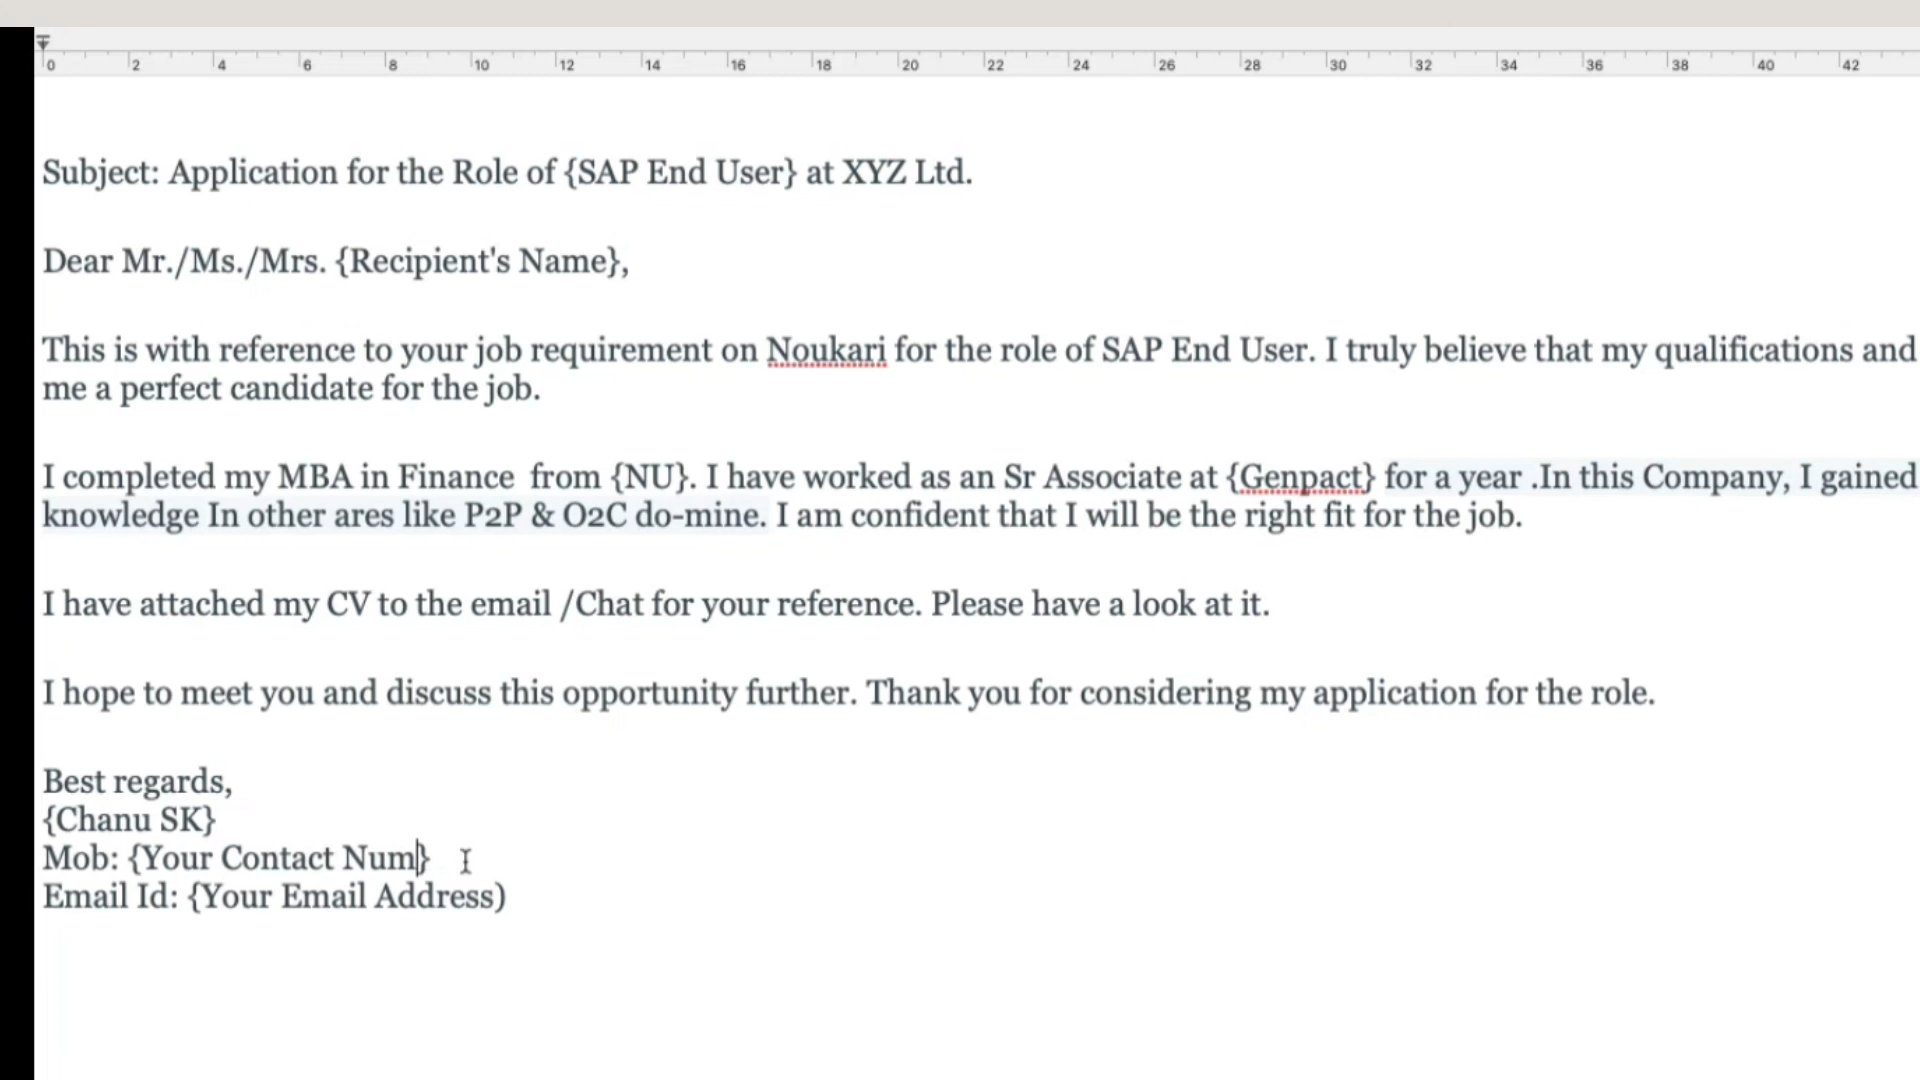 0 2 4 6 8 10 12 14 16 18 20 22 24 26 28 30 32 34 36 38 40 42
Subject: Application for the Role of {SAP End User} at XYZ Ltd.
Dear Mr./Ms./Mrs. {Recipient's Name},
This is with reference to your job requirement on Noukari for the role of SAP End User. I truly believe that my qualifications and
me a perfect candidate for the job.
I completed my MBA in Finance  from {NU}. I have worked as an Sr Associate at {Genpact} for a year .In this Company, I gained
knowledge In other ares like P2P & O2C do-mine. I am confident that I will be the right fit for the job.
I have attached my CV to the email /Chat for your reference. Please have a look at it.
I hope to meet you and discuss this opportunity further. Thank you for considering my application for the role.
Best regards,
{Chanu SK}
Mob: {Your Contact Num}
Email Id: {Your Email Address)